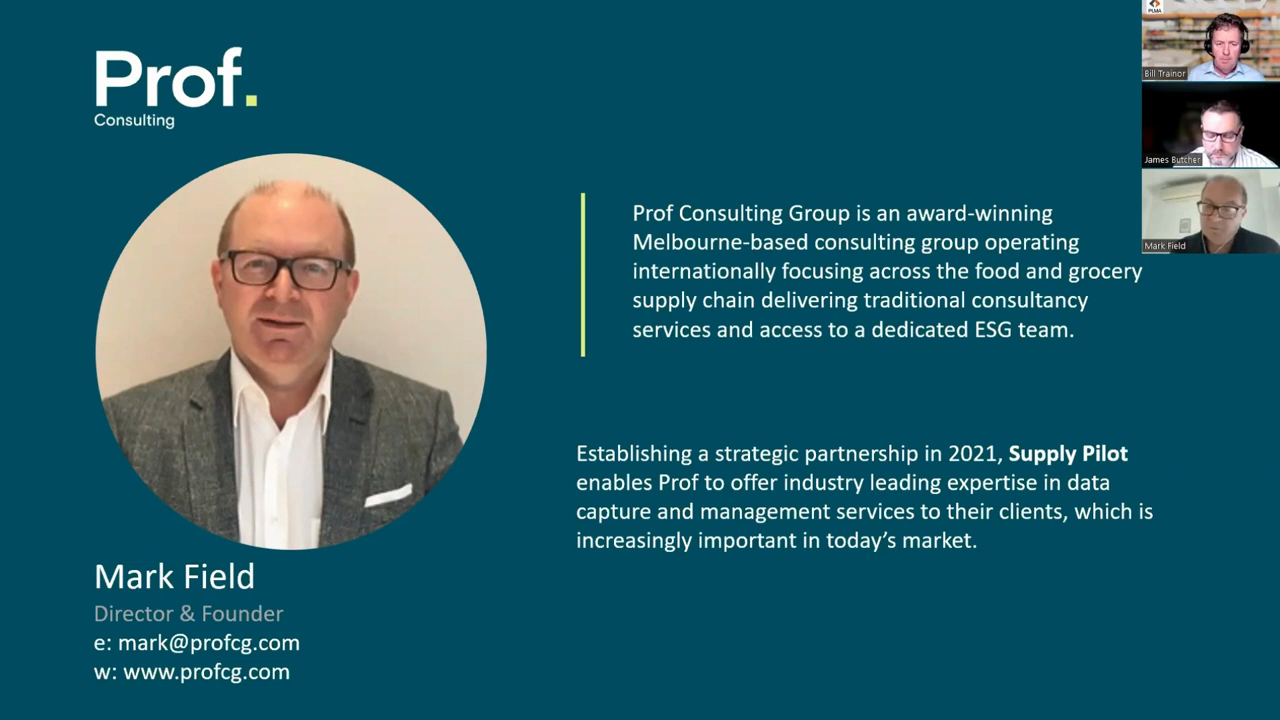 Prof.
Consulting
Prof Consulting Group is an award-winning
Melbourne-based consulting group operating
internationally focusing across the food and grocery
supply chain delivering traditional consultancy
services and access to a dedicated ESG team.
Establishing a strategic partnership in 2021, Supply Pilot
enables Prof to offer industry leading expertise in data
capture and management services to their clients, which is
increasingly important in today’s market.
Mark Field
Director & Founder
e: mark@profcg.com
w: www.profcg.com
PLMA
Bill Trainor
James Butcher
Mark Field